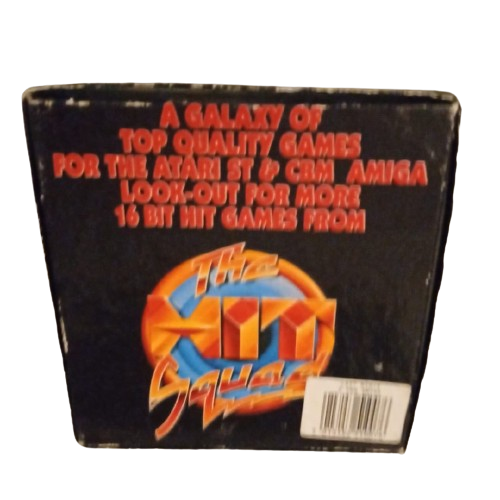 A GALAXY OF
TOP QUALITY GAMES
FOR THE ATARI ST & CBM AMIGA
LOOK-OUT FOR MORE
16 BIT HIT GAMES FROM
The
HIT
Squad